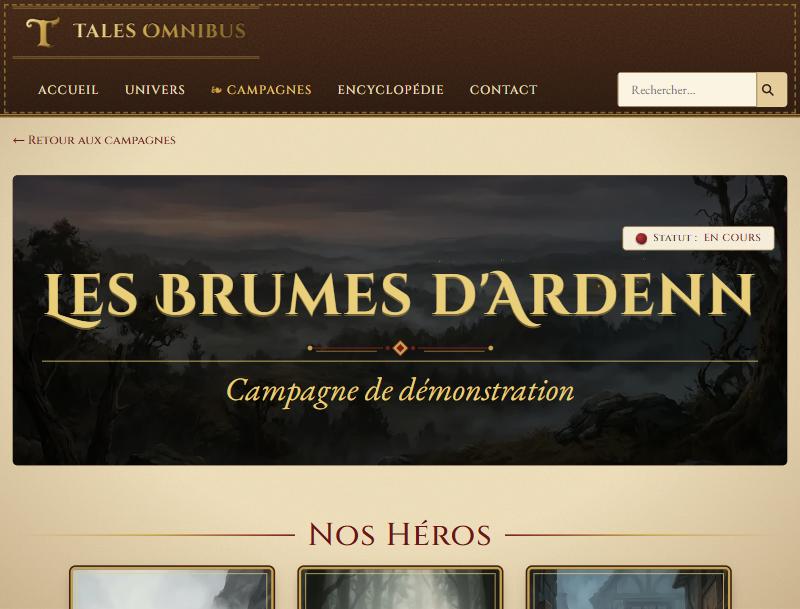 T TALES OMNIBUS
ACCUEIL UNIVERS CAMPAGNES ENCYCLOPÉDIE CONTACT
Rechercher...
← RETOUR AUX CAMPAGNES
STATUT : EN COURS
LES BRUMES D'ARDENN
Campagne de démonstration
NOS HÉROS